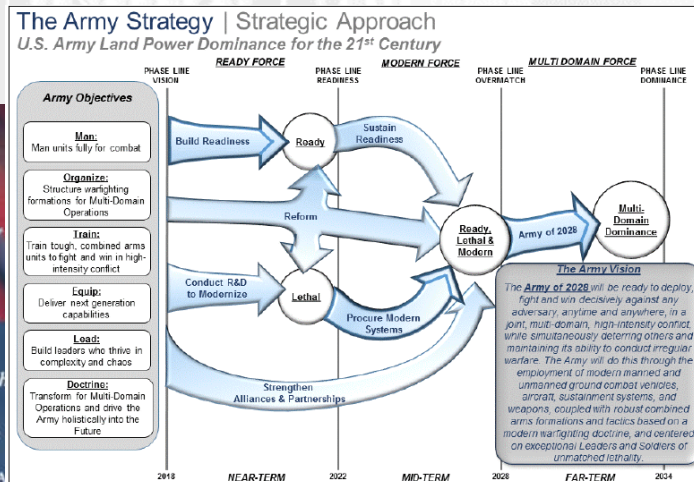 The Army Strategy | Strategic Approach
U.S. Army Land Power Dominance for the 21st Century
READY FORCE
MODERN FORCE
MULTI DOMAIN FORCE
PHASE LINE
VISION
PHASE LINE
READINESS
PHASE LINE
OVERMATCH
PHASE LINE
DOMINANCE
Army Objectives
Man:
Man units fully for combat
Organize:
Structure warfighting
formations for Multi-Domain
Operations
Train:
Train tough, combined arms
units to fight and win in high-
intensity conflict
Equip:
Deliver next generation
capabilities
Lead:
Build leaders who thrive in
complexity and chaos
Doctrine:
Transform for Multi-Domain
Operations and drive the
Army holistically into the
Future
Build Readiness
Ready
Sustain
Readiness
Reform
Conduct R&D
to Modernize
Lethal
Procure Modern
Systems
Strengthen
Alliances & Partnerships
Ready,
Lethal &
Modern
Army of 2028
Multi-
Domain
Dominance
The Army Vision
The Army of 2028 will be ready to deploy,
fight and win decisively against any
adversary, anytime and anywhere, in a
joint, multi-domain, high-intensity conflict,
while simultaneously deterring others and
maintaining its ability to conduct irregular
warfare. The Army will do this through the
employment of modern manned and
unmanned ground combat vehicles,
aircraft, sustainment systems, and
weapons, coupled with robust combined
arms formations and tactics based on a
modern warfighting doctrine, and centered
on exceptional Leaders and Soldiers of
unmatched lethality.
2018
NEAR-TERM
2022
MID-TERM
2028
FAR-TERM
2034